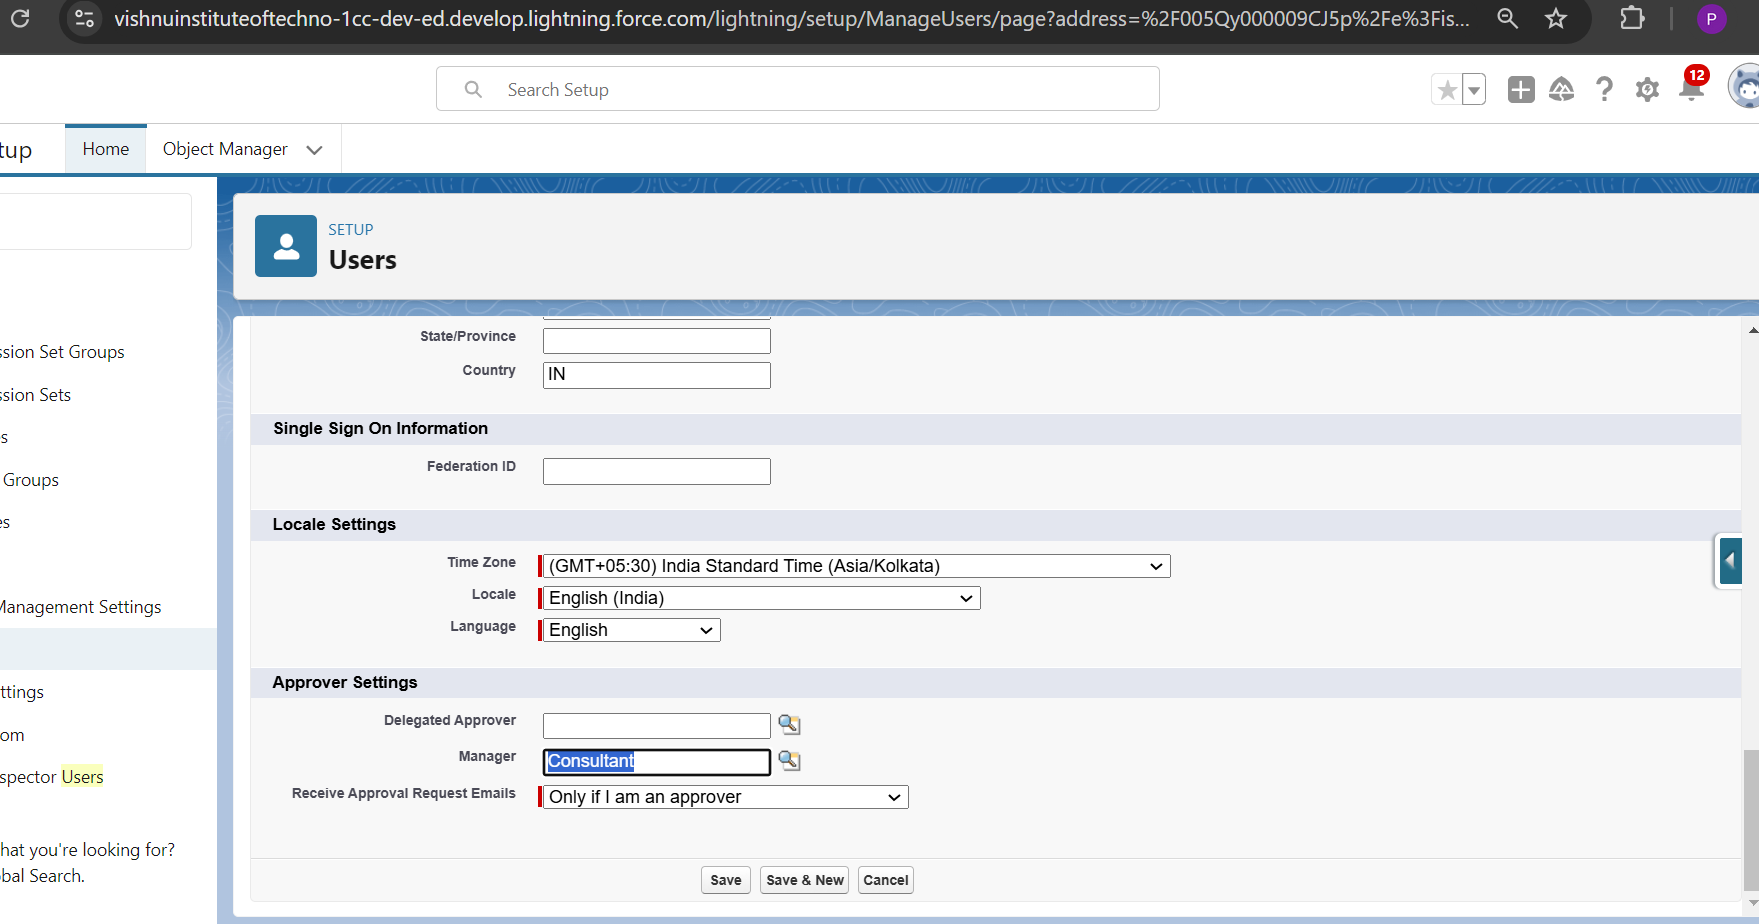 vishnuinstituteoftechno-1cc-dev-ed.develop.lightning.force.com/lightning/setup/ManageUsers/page?address=%2F005Qy000009CJ5p%2Fe%3Fis...
P
Search Setup
12
tup
Home
Object Manager
SETUP
Users
ssion Set Groups
ssion Sets
s
Groups
es
Management Settings
ttings
om
spector Users
hat you're looking for?
obal Search.
State/Province
Country IN
Single Sign On Information
Federation ID
Locale Settings
Time Zone (GMT+05:30) India Standard Time (Asia/Kolkata)
Locale English (India)
Language English
Approver Settings
Delegated Approver
Manager Consultant
Receive Approval Request Emails Only if I am an approver
Save Save & New Cancel